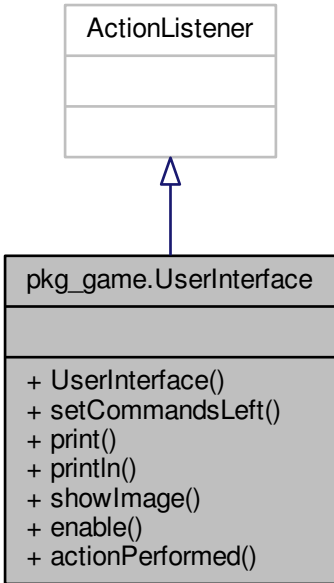 ActionListener
pkg_game.UserInterface
+ UserInterface()
+ setCommandsLeft()
+ print()
+ println()
+ showImage()
+ enable()
+ actionPerformed()